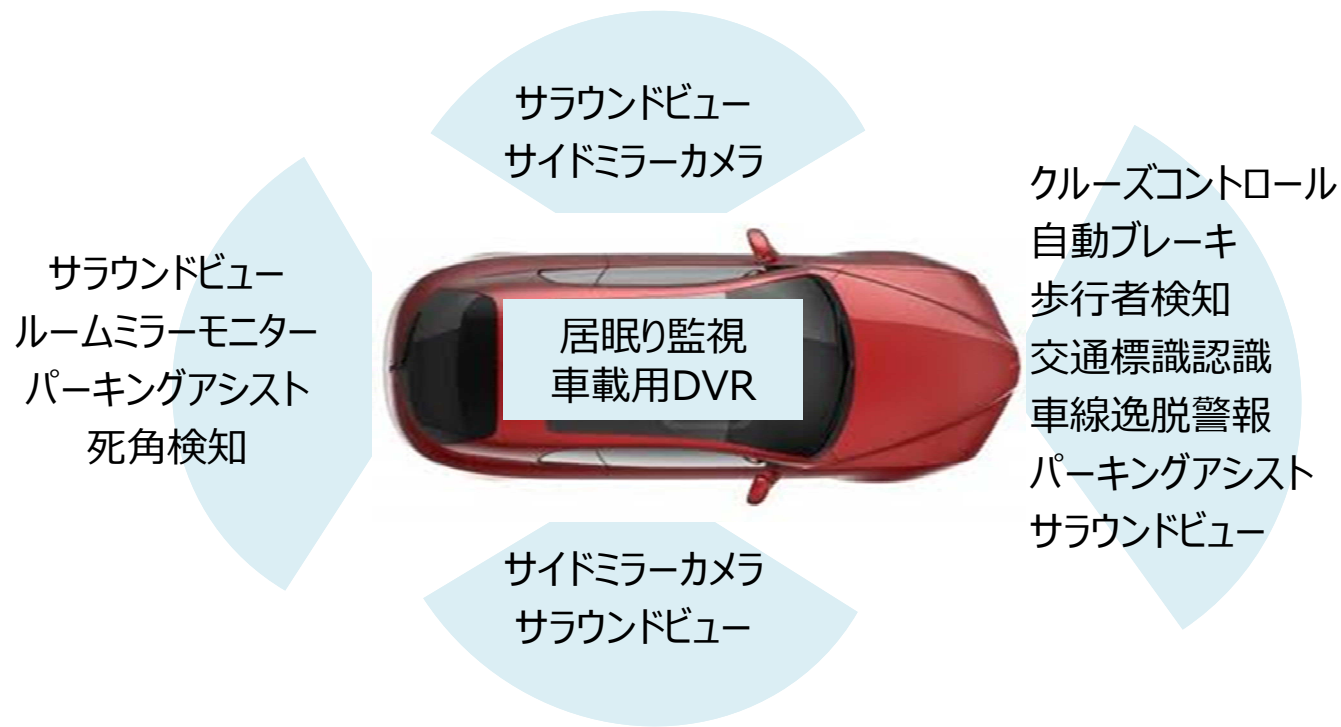 サラウンドビュー
サイドミラーカメラ
サラウンドビュー
ルームミラーモニター
パーキングアシスト
死角検知
居眠り監視
車載用DVR
クルーズコントロール
自動ブレーキ
歩行者検知
交通標識認識
車線逸脱警報
パーキングアシスト
サラウンドビュー
サイドミラーカメラ
サラウンドビュー